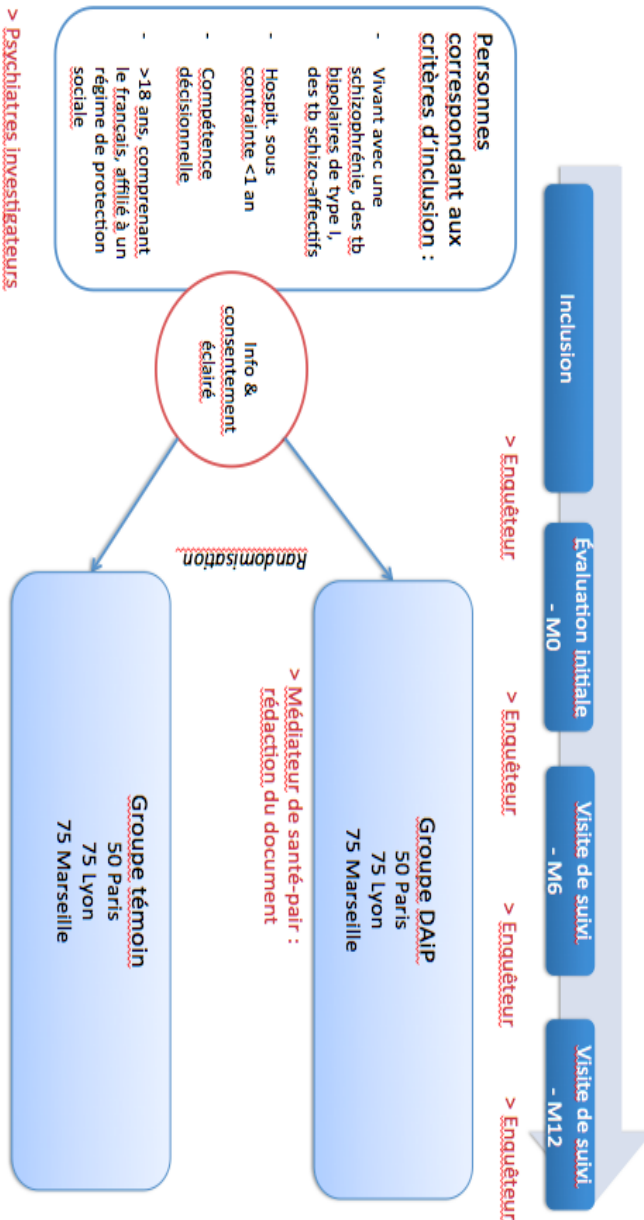 Inclusion
Évaluation initiale
- M0
Visite de suivi
- M6
Visite de suivi
- M12
> Enquêteur
> Enquêteur
> Enquêteur
> Enquêteur
Personnes
correspondant aux
critères d’inclusion :
- Vivant avec une
schizophrénie, des tb
bipolaires de type I,
des tb schizo-affectifs
- Hospit. sous
contrainte <1 an
- Compétence
décisionnelle
- >18 ans, comprenant
le français, affilié à un
régime de protection
sociale
> Psychiatres investigateurs
Info &
consentement
éclairé
Randomisation
Groupe DAiP
50 Paris
75 Lyon
75 Marseille
> Médiateur de santé-pair :
rédaction du document
Groupe témoin
50 Paris
75 Lyon
75 Marseille